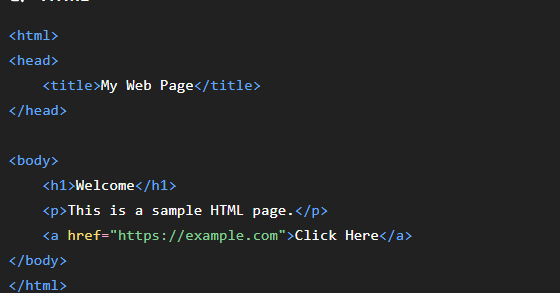 <html>
<head>
    <title>My Web Page</title>
</head>

<body>
    <h1>Welcome</h1>
    <p>This is a sample HTML page.</p>
    <a href="https://example.com">Click Here</a>
</body>
</html>